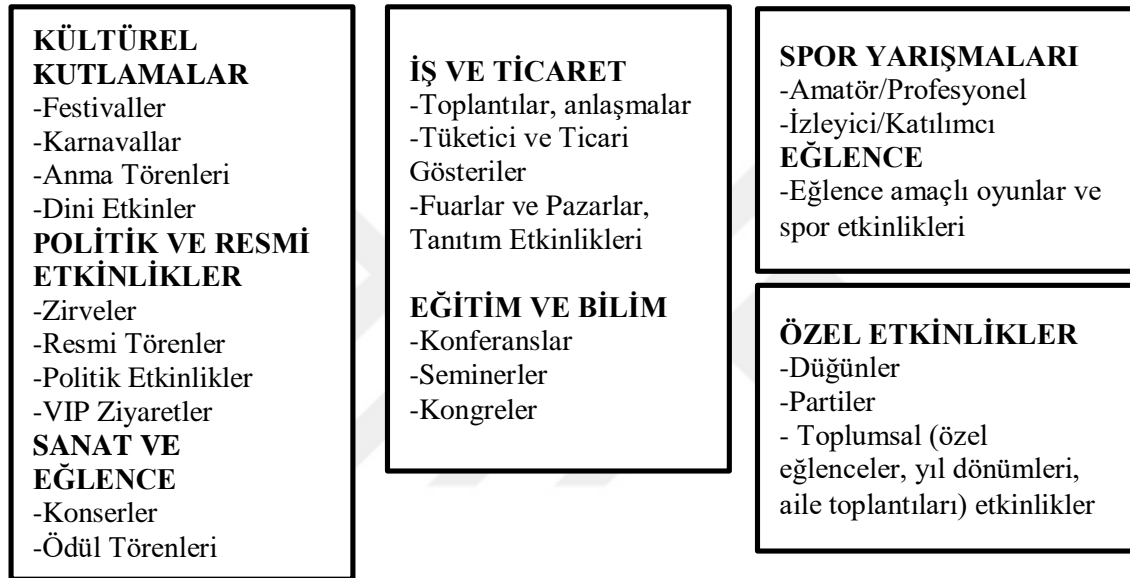 KÜLTÜREL
KUTLAMALAR
-Festivaller
-Karnavallar
-Anma Törenleri
-Dini Etkinler
POLİTİK VE RESMİ
ETKİNLİKLER
-Zirveler
-Resmi Törenler
-Politik Etkinlikler
-VIP Ziyaretler
SANAT VE
EĞLENCE
-Konserler
-Ödül Törenleri
İŞ VE TİCARET
-Toplantılar, anlaşmalar
-Tüketici ve Ticari
Gösteriler
-Fuarlar ve Pazarlar,
Tanıtım Etkinlikleri
EĞİTİM VE BİLİM
-Konferanslar
-Seminerler
-Kongreler
SPOR YARIŞMALARI
-Amatör/Profesyonel
-İzleyici/Katılımcı
EĞLENCE
-Eğlence amaçlı oyunlar ve
spor etkinlikleri
ÖZEL ETKİNLİKLER
-Düğünler
-Partiler
- Toplumsal (özel
eğlenceler, yıl dönümleri,
aile toplantıları) etkinlikler